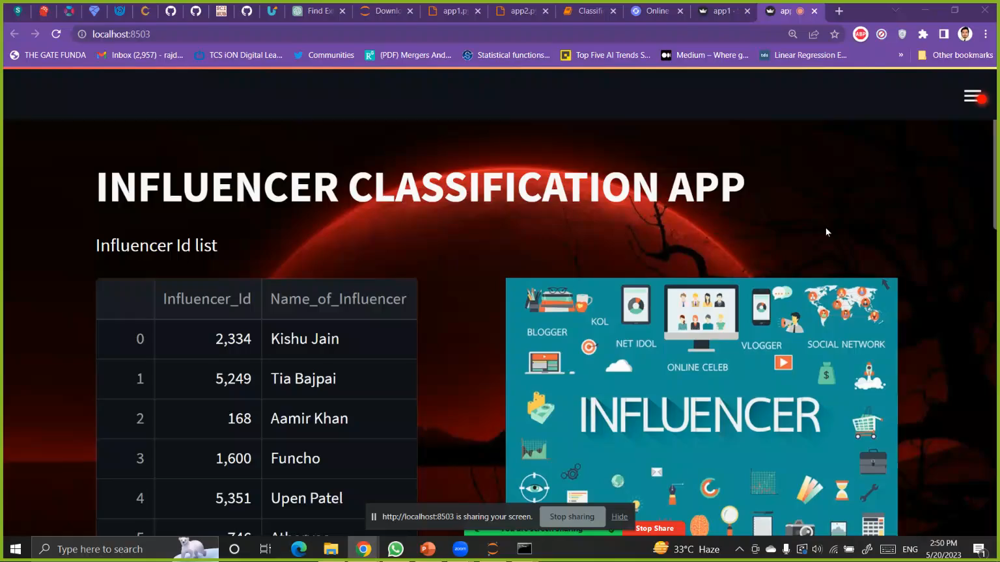 Find Ex
Downlo
app1.p
app2.p
Classifi
Online
app1
app
localhost:8503
THE GATE FUNDA
Inbox (2,957) - rajd...
TCS iON Digital Lea...
Communities
(PDF) Mergers And...
Statistical functions...
Top Five AI Trends S...
Medium – Where g...
Linear Regression E...
»
Other bookmarks
INFLUENCER CLASSIFICATION APP
Influencer Id list
Influencer_Id Name_of_Influencer
0 2,334 Kishu Jain
1 5,249 Tia Bajpai
2 168 Aamir Khan
3 1,600 Funcho
4 5,351 Upen Patel
BLOGGER
KOL
NET IDOL
ONLINE CELEB
VLOGGER
SOCIAL NETWORK
INFLUENCER
http://localhost:8503 is sharing your screen.
Stop sharing
Hide
Stop Share
Type here to search
33°C Haze
ENG
2:50 PM
5/20/2023